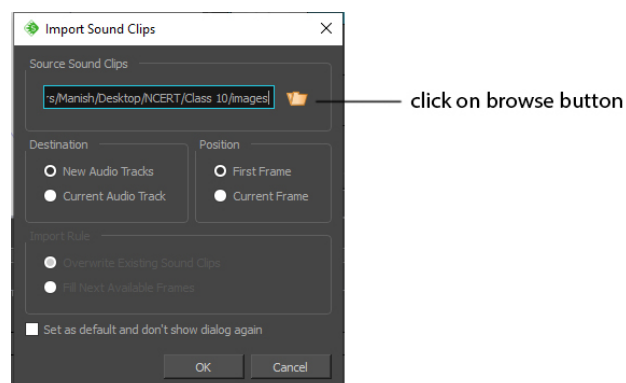 Import Sound Clips
Source Sound Clips
rs/Manish/Desktop/NCERT/Class 10/images
click on browse button
Destination
Position
New Audio Tracks
First Frame
Current Audio Track
Current Frame
Import Rule
Overwrite Existing Sound Clips
Fill Next Available Frames
Set as default and don't show dialog again
OK
Cancel